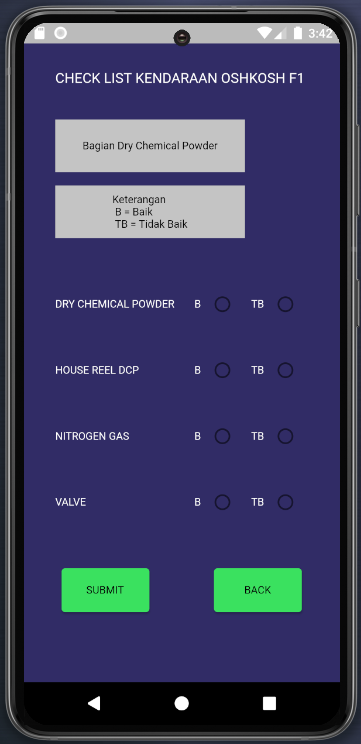 3:42
CHECK LIST KENDARAAN OSHKOSH F1
Bagian Dry Chemical Powder
Keterangan
B = Baik
TB = Tidak Baik
DRY CHEMICAL POWDER B TB
HOUSE REEL DCP B TB
NITROGEN GAS B TB
VALVE B TB
SUBMIT BACK